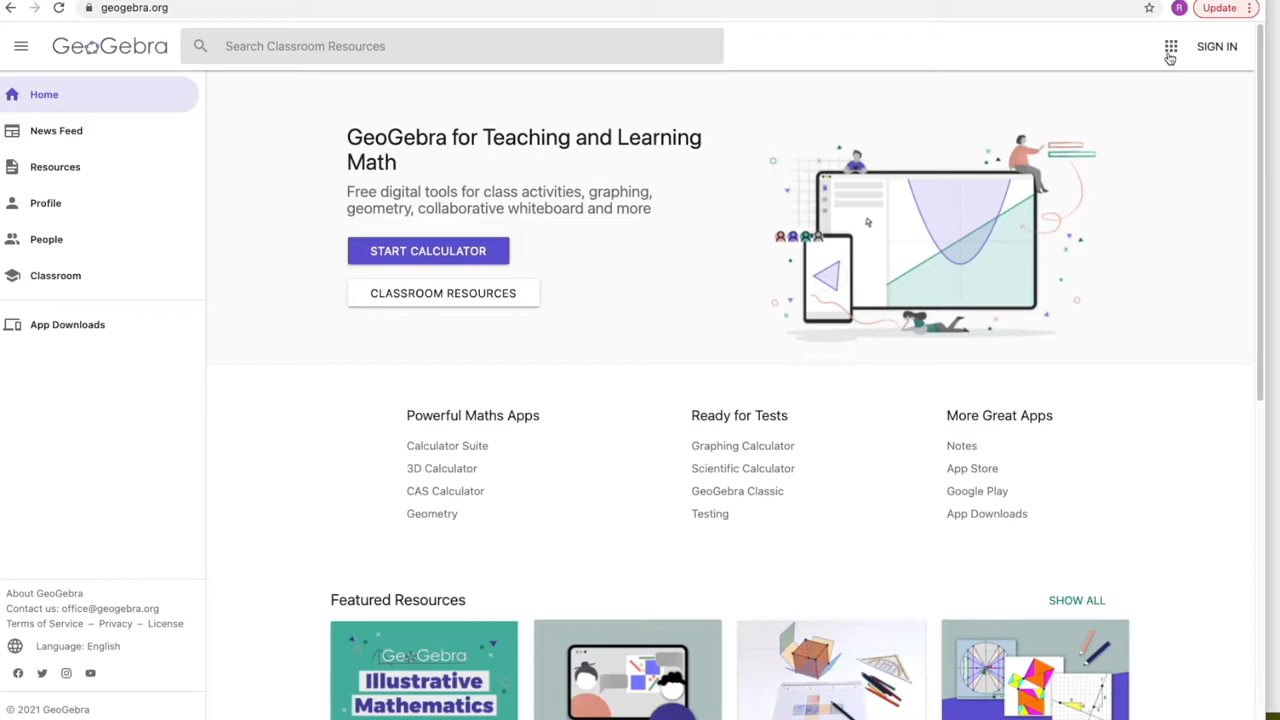 geogebra.org
R
Update
GeoGebra
Search Classroom Resources
SIGN IN
Home
News Feed
Resources
Profile
People
Classroom
App Downloads
GeoGebra for Teaching and Learning
Math
Free digital tools for class activities, graphing,
geometry, collaborative whiteboard and more
START CALCULATOR
CLASSROOM RESOURCES
Powerful Maths Apps
Calculator Suite
3D Calculator
CAS Calculator
Geometry
Ready for Tests
Graphing Calculator
Scientific Calculator
GeoGebra Classic
Testing
More Great Apps
Notes
App Store
Google Play
App Downloads
Featured Resources
SHOW ALL
GeoGebra
Illustrative
Mathematics
About GeoGebra
Contact us: office@geogebra.org
Terms of Service – Privacy – License
Language: English
© 2021 GeoGebra